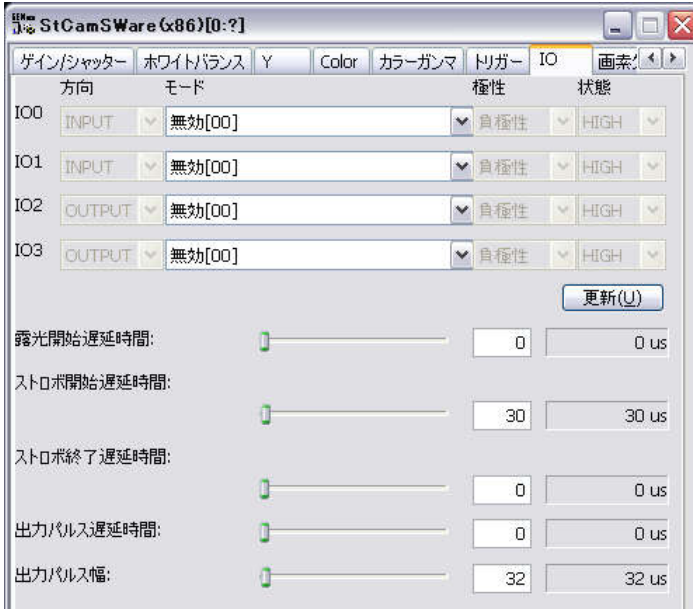 StCamSWare(x86)[0:?]
ゲイン/シャッター ホワイトバランス Y Color カラーガンマ トリガー IO
方向 モード 極性 状態
IO0 INPUT 無効[00] 負極性 HIGH
IO1 INPUT 無効[00] 負極性 HIGH
IO2 OUTPUT 無効[00] 負極性 HIGH
IO3 OUTPUT 無効[00] 負極性 HIGH
更新(U)
露光開始遅延時間: 0 0 us
ストロボ開始遅延時間:
30 30 us
ストロボ終了遅延時間:
0 0 us
出力パルス遅延時間: 0 0 us
出力パルス幅: 32 32 us